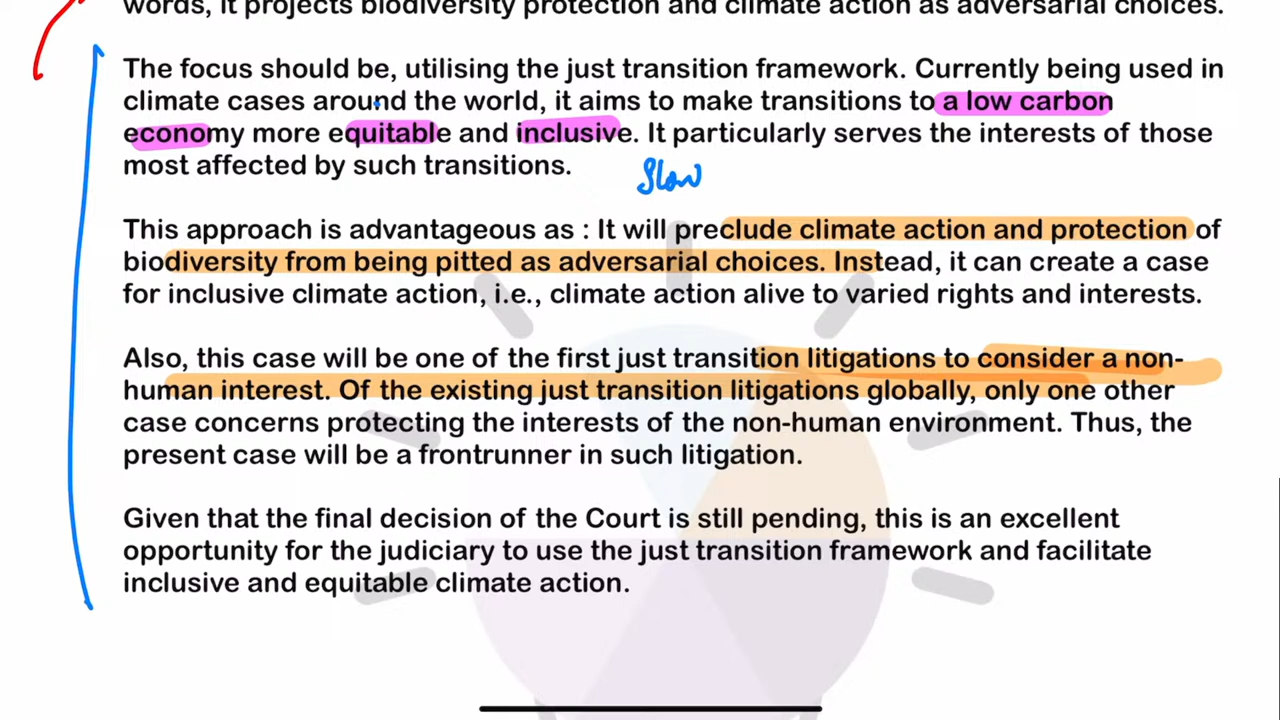 words, it projects biodiversity protection and climate action as adversarial choices.
The focus should be, utilising the just transition framework. Currently being used in
climate cases around the world, it aims to make transitions to a low carbon
economy more equitable and inclusive. It particularly serves the interests of those
most affected by such transitions.
Slow
This approach is advantageous as : It will preclude climate action and protection of
biodiversity from being pitted as adversarial choices. Instead, it can create a case
for inclusive climate action, i.e., climate action alive to varied rights and interests.
Also, this case will be one of the first just transition litigations to consider a non-
human interest. Of the existing just transition litigations globally, only one other
case concerns protecting the interests of the non-human environment. Thus, the
present case will be a frontrunner in such litigation.
Given that the final decision of the Court is still pending, this is an excellent
opportunity for the judiciary to use the just transition framework and facilitate
inclusive and equitable climate action.